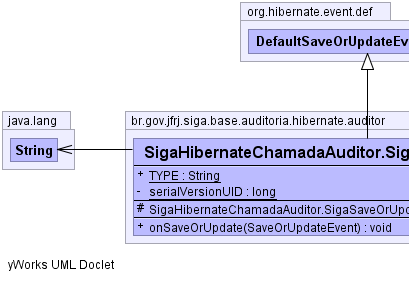 org.hibernate.event.def
DefaultSaveOrUpdateEv
java.lang
String
br.gov.jfrj.siga.base.auditoria.hibernate.auditor
SigaHibernateChamadaAuditor.Sig
+ TYPE : String
- serialVersionUID : long
# SigaHibernateChamadaAuditor.SigaSaveOrUpd
+ onSaveOrUpdate(SaveOrUpdateEvent) : void
yWorks UML Doclet